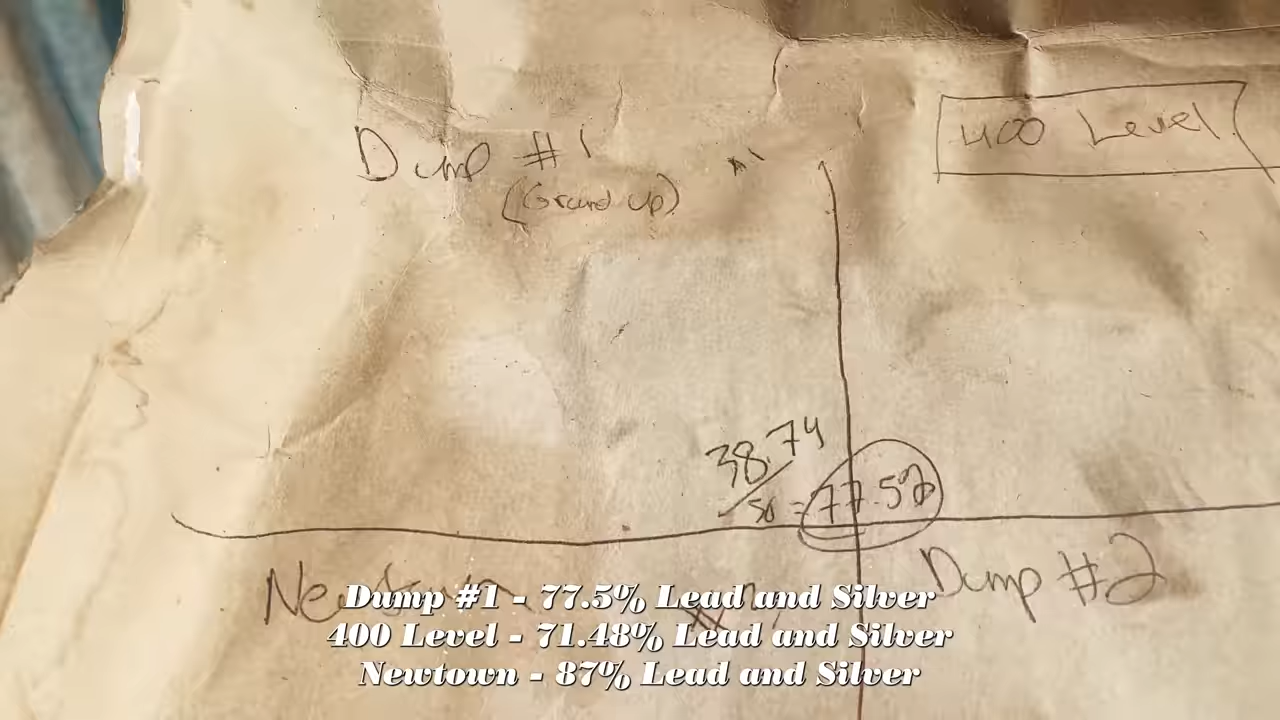 Dump #1
(Ground up)
400 Level
38.74
/50 = 77.5%
Newtown
Dump #2
Dump #1 - 77.5% Lead and Silver
400 Level - 71.48% Lead and Silver
Newtown - 87% Lead and Silver